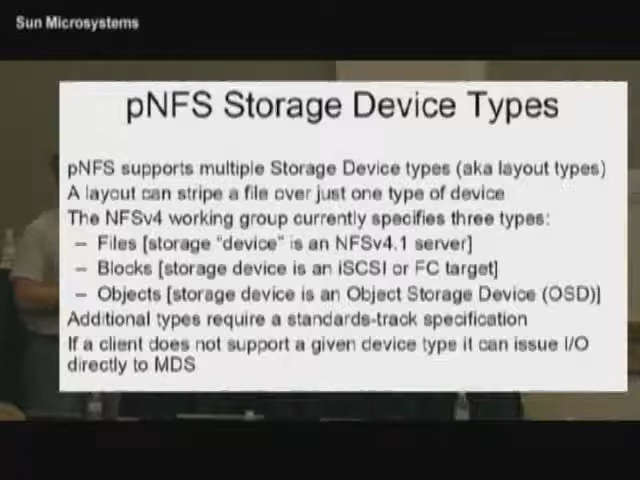 Sun Microsystems
pNFS Storage Device Types
pNFS supports multiple Storage Device types (aka layout types)
A layout can stripe a file over just one type of device
The NFSv4 working group currently specifies three types:
– Files [storage "device" is an NFSv4.1 server]
– Blocks [storage device is an iSCSI or FC target]
– Objects [storage device is an Object Storage Device (OSD)]
Additional types require a standards-track specification
If a client does not support a given device type it can issue I/O
directly to MDS